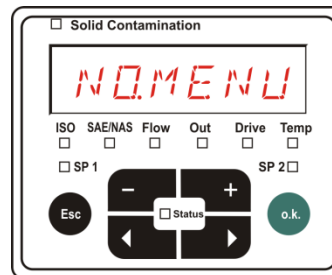 Solid Contamination
NO.MENU
ISO SAE/NAS Flow Out Drive Temp
SP 1 SP 2
- +
Esc Status o.k.